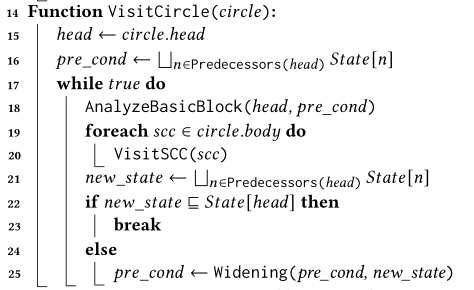 14 Function VisitCircle(circle):
15 head ← circle.head
16 pre_cond ← ⨆n∈Predecessors(head) State[n]
17 while true do
18 AnalyzeBasicBlock(head, pre_cond)
19 foreach scc ∈ circle.body do
20 VisitSCC(scc)
21 new_state ← ⨆n∈Predecessors(head) State[n]
22 if new_state ⊑ State[head] then
23 break
24 else
25 pre_cond ← Widening(pre_cond, new_state)